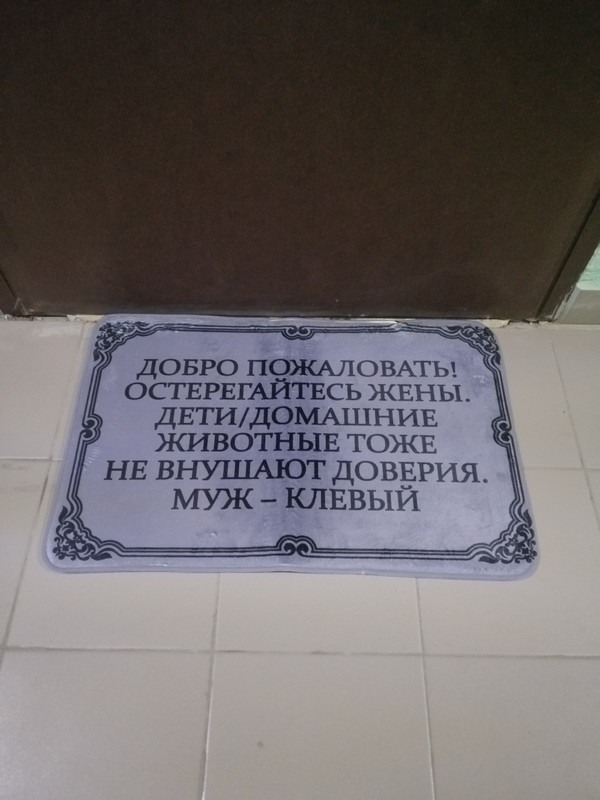 ДОБРО ПОЖАЛОВАТЬ!
ОСТЕРЕГАЙТЕСЬ ЖЕНЫ.
ДЕТИ/ДОМАШНИЕ
ЖИВОТНЫЕ ТОЖЕ
НЕ ВНУШАЮТ ДОВЕРИЯ.
МУЖ – КЛЕВЫЙ